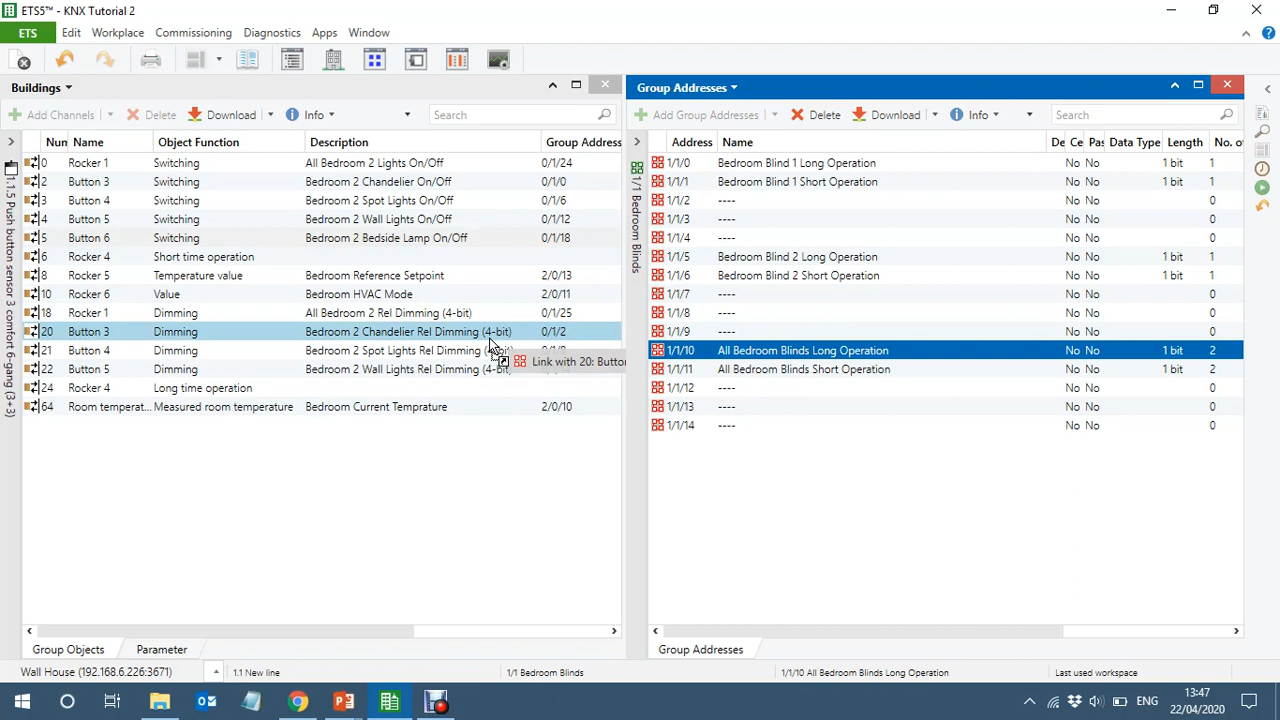 ETS5™ - KNX Tutorial 2
ETS Edit Workplace Commissioning Diagnostics Apps Window
Buildings
Add Channels Delete Download Info Search
Num Name Object Function Description Group Address
0 Rocker 1 Switching All Bedroom 2 Lights On/Off 0/1/24
2 Button 3 Switching Bedroom 2 Chandelier On/Off 0/1/0
3 Button 4 Switching Bedroom 2 Spot Lights On/Off 0/1/6
4 Button 5 Switching Bedroom 2 Wall Lights On/Off 0/1/12
5 Button 6 Switching Bedroom 2 Bedside Lamp On/Off 0/1/18
6 Rocker 4 Short time operation
8 Rocker 5 Temperature value Bedroom Reference Setpoint 2/0/13
10 Rocker 6 Value Bedroom HVAC Mode 2/0/11
18 Rocker 1 Dimming All Bedroom 2 Rel Dimming (4-bit) 0/1/25
20 Button 3 Dimming Bedroom 2 Chandelier Rel Dimming (4-bit) 0/1/2
21 Button 4 Dimming Bedroom 2 Spot Lights Rel Dimming
22 Button 5 Dimming Bedroom 2 Wall Lights Rel Dimming (4-bit)
24 Rocker 4 Long time operation
64 Room temperat... Measured room temperature Bedroom Current Temprature 2/0/10
Link with 20: Butto
1.1.5 Push button sensor 3 comfort 6-gang (3+3)
Group Objects Parameter
Group Addresses
Add Group Addresses Delete Download Info Search
Address Name De Ce Pas Data Type Length No. of
1/1/0 Bedroom Blind 1 Long Operation No No 1 bit 1
1/1/1 Bedroom Blind 1 Short Operation No No 1 bit 1
1/1/2 ---- No No 0
1/1/3 ---- No No 0
1/1/4 ---- No No 0
1/1/5 Bedroom Blind 2 Long Operation No No 1 bit 1
1/1/6 Bedroom Blind 2 Short Operation No No 1 bit 1
1/1/7 ---- No No 0
1/1/8 ---- No No 0
1/1/9 ---- No No 0
1/1/10 All Bedroom Blinds Long Operation No No 1 bit 2
1/1/11 All Bedroom Blinds Short Operation No No 1 bit 2
1/1/12 ---- No No 0
1/1/13 ---- No No 0
1/1/14 ---- No No 0
1/1 Bedroom Blinds
Group Addresses
Wall House (192.168.6.226:3671) 1.1 New line 1/1 Bedroom Blinds 1/1/10 All Bedroom Blinds Long Operation Last used workspace
ENG 13:47
22/04/2020